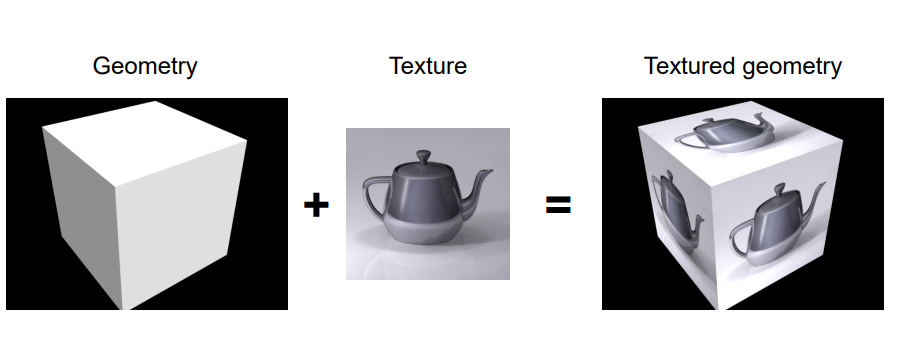 Geometry
Texture
Textured geometry
+
=